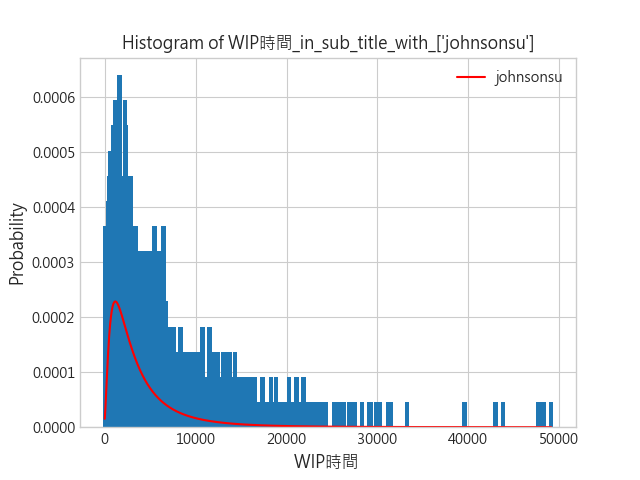 Histogram of WIP時間_in_sub_title_with_['johnsonsu']
johnsonsu
Probability
0.0006
0.0005
0.0004
0.0003
0.0002
0.0001
0.0000
0 10000 20000 30000 40000 50000
WIP時間